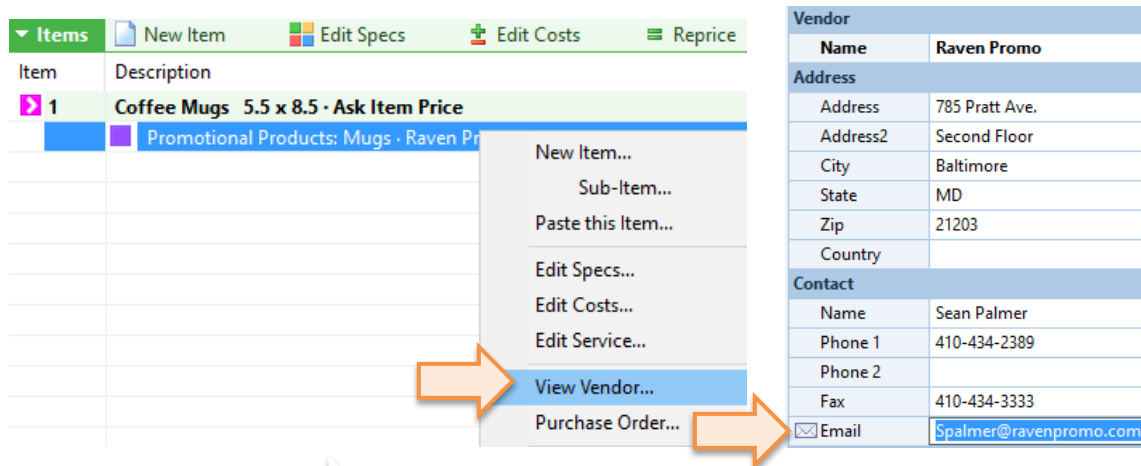 Items New Item Edit Specs Edit Costs Reprice
Item Description
1 Coffee Mugs 5.5 x 8.5 · Ask Item Price
Promotional Products: Mugs · Raven Pr
New Item...
Sub-Item...
Paste this Item...
Edit Specs...
Edit Costs...
Edit Service...
View Vendor...
Purchase Order...
Vendor
Name Raven Promo
Address
Address 785 Pratt Ave.
Address2 Second Floor
City Baltimore
State MD
Zip 21203
Country
Contact
Name Sean Palmer
Phone 1 410-434-2389
Phone 2
Fax 410-434-3333
Email Spalmer@ravenpromo.com